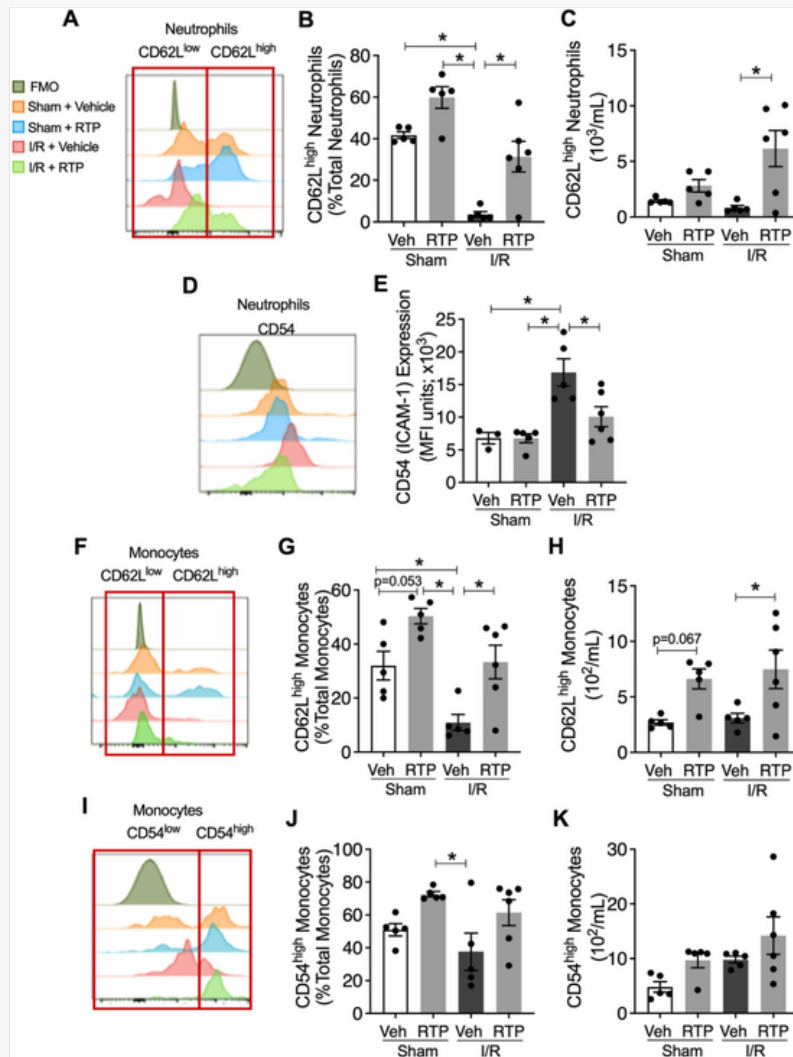 A
Neutrophils
CD62Llow CD62Lhigh
FMO
Sham + Vehicle
Sham + RTP
I/R + Vehicle
I/R + RTP
B
CD62Lhigh Neutrophils
(%Total Neutrophils)
80
60
40
20
0
* * * *
Veh RTP Veh RTP
Sham I/R
C
CD62Lhigh Neutrophils
(10³/mL)
15
10
5
0
*
Veh RTP Veh RTP
Sham I/R
D
Neutrophils
CD54
E
CD54 (ICAM-1) Expression
(MFI units; x10³)
25
20
15
10
5
0
* * *
Veh RTP Veh RTP
Sham I/R
F
Monocytes
CD62Llow CD62Lhigh
G
CD62Lhigh Monocytes
(%Total Monocytes)
60
40
20
0
*
p=0.053 * *
Veh RTP Veh RTP
Sham I/R
H
CD62Lhigh Monocytes
(10²/mL)
15
10
5
0
p=0.067 *
Veh RTP Veh RTP
Sham I/R
I
Monocytes
CD54low CD54high
J
CD54high Monocytes
(%Total Monocytes)
100
80
60
40
20
0
*
Veh RTP Veh RTP
Sham I/R
K
CD54high Monocytes
(10²/mL)
30
20
10
0
Veh RTP Veh RTP
Sham I/R